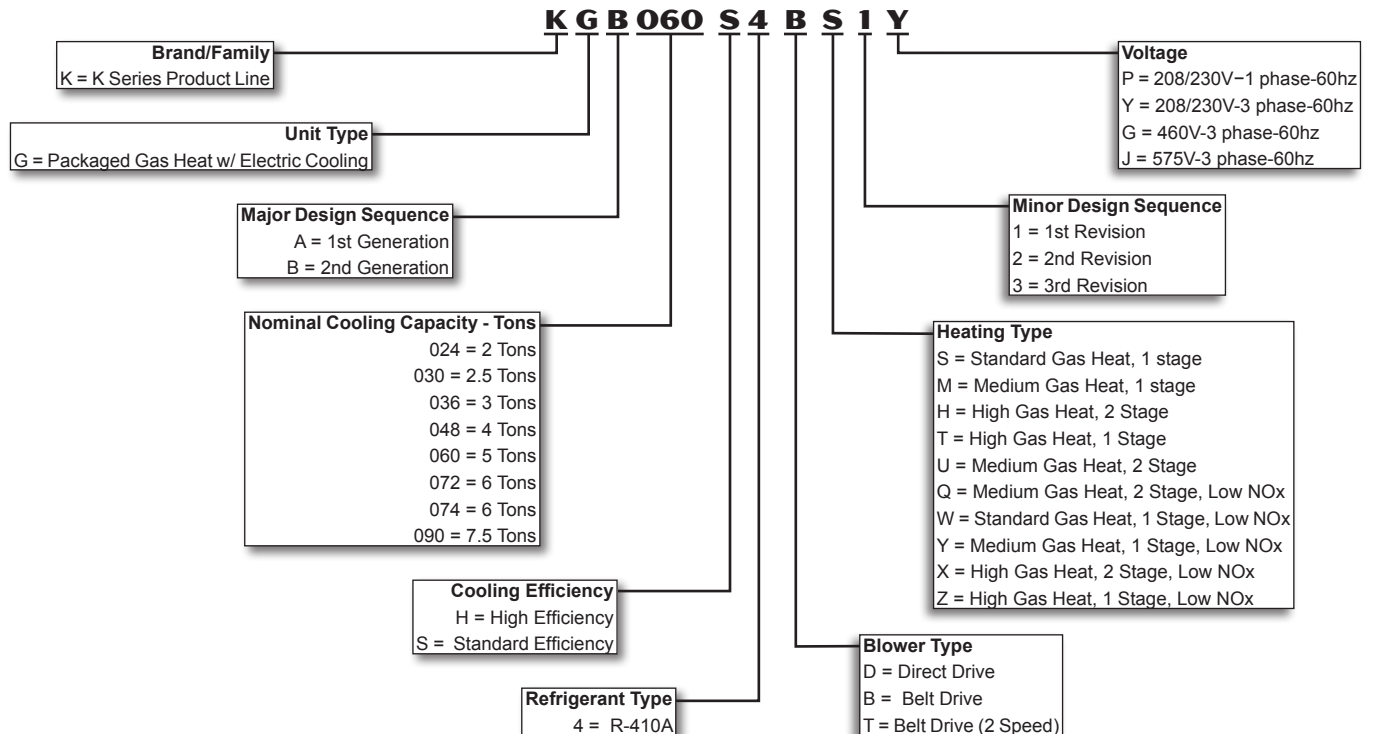 K G B 060 S 4 B S 1 Y
Brand/Family
K = K Series Product Line
Unit Type
G = Packaged Gas Heat w/ Electric Cooling
Major Design Sequence
A = 1st Generation
B = 2nd Generation
Nominal Cooling Capacity - Tons
024 = 2 Tons
030 = 2.5 Tons
036 = 3 Tons
048 = 4 Tons
060 = 5 Tons
072 = 6 Tons
074 = 6 Tons
090 = 7.5 Tons
Cooling Efficiency
H = High Efficiency
S = Standard Efficiency
Refrigerant Type
4 = R-410A
Voltage
P = 208/230V−1 phase-60hz
Y = 208/230V-3 phase-60hz
G = 460V-3 phase-60hz
J = 575V-3 phase-60hz
Minor Design Sequence
1 = 1st Revision
2 = 2nd Revision
3 = 3rd Revision
Heating Type
S = Standard Gas Heat, 1 stage
M = Medium Gas Heat, 1 stage
H = High Gas Heat, 2 Stage
T = High Gas Heat, 1 Stage
U = Medium Gas Heat, 2 Stage
Q = Medium Gas Heat, 2 Stage, Low NOx
W = Standard Gas Heat, 1 Stage, Low NOx
Y = Medium Gas Heat, 1 Stage, Low NOx
X = High Gas Heat, 2 Stage, Low NOx
Z = High Gas Heat, 1 Stage, Low NOx
Blower Type
D = Direct Drive
B = Belt Drive
T = Belt Drive (2 Speed)